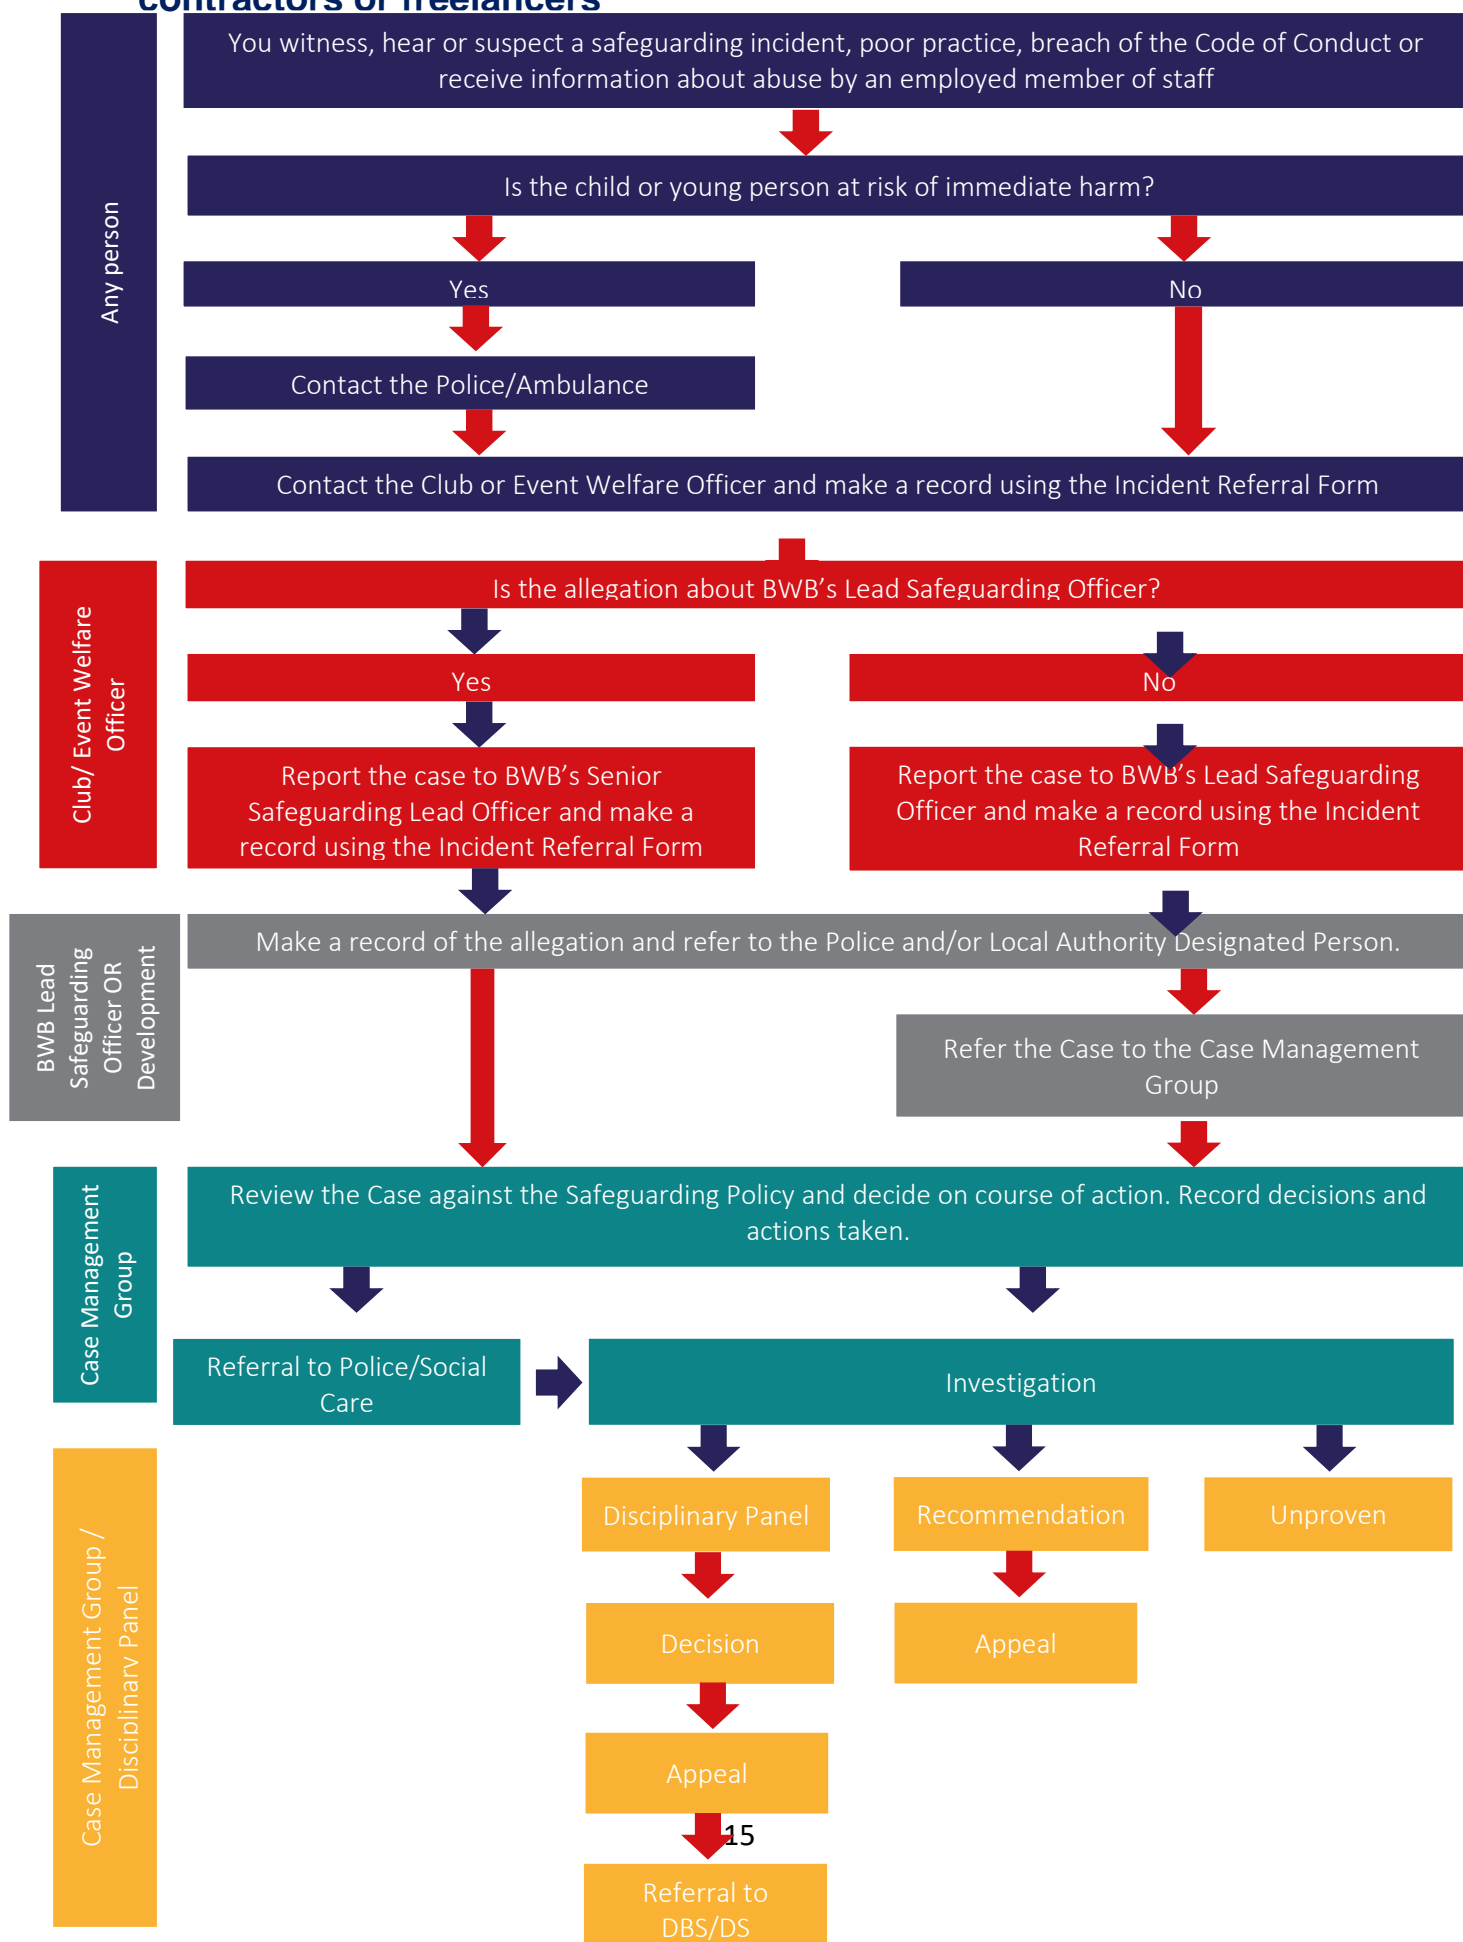 contractors or freelancers
You witness, hear or suspect a safeguarding incident, poor practice, breach of the Code of Conduct or
receive information about abuse by an employed member of staff
Any person
Is the child or young person at risk of immediate harm?
Yes
No
Contact the Police/Ambulance
Contact the Club or Event Welfare Officer and make a record using the Incident Referral Form
Club/ Event Welfare
Officer
Is the allegation about BWB’s Lead Safeguarding Officer?
Yes
No
Report the case to BWB’s Senior
Safeguarding Lead Officer and make a
record using the Incident Referral Form
Report the case to BWB’s Lead Safeguarding
Officer and make a record using the Incident
Referral Form
BWB Lead
Safeguarding
Officer OR
Development
Make a record of the allegation and refer to the Police and/or Local Authority Designated Person.
Refer the Case to the Case Management
Group
Case Management
Group
Review the Case against the Safeguarding Policy and decide on course of action. Record decisions and
actions taken.
Referral to Police/Social
Care
Investigation
Case Management Group /
Disciplinary Panel
Disciplinary Panel
Recommendation
Unproven
Decision
Appeal
Appeal
15
Referral to
DBS/DS